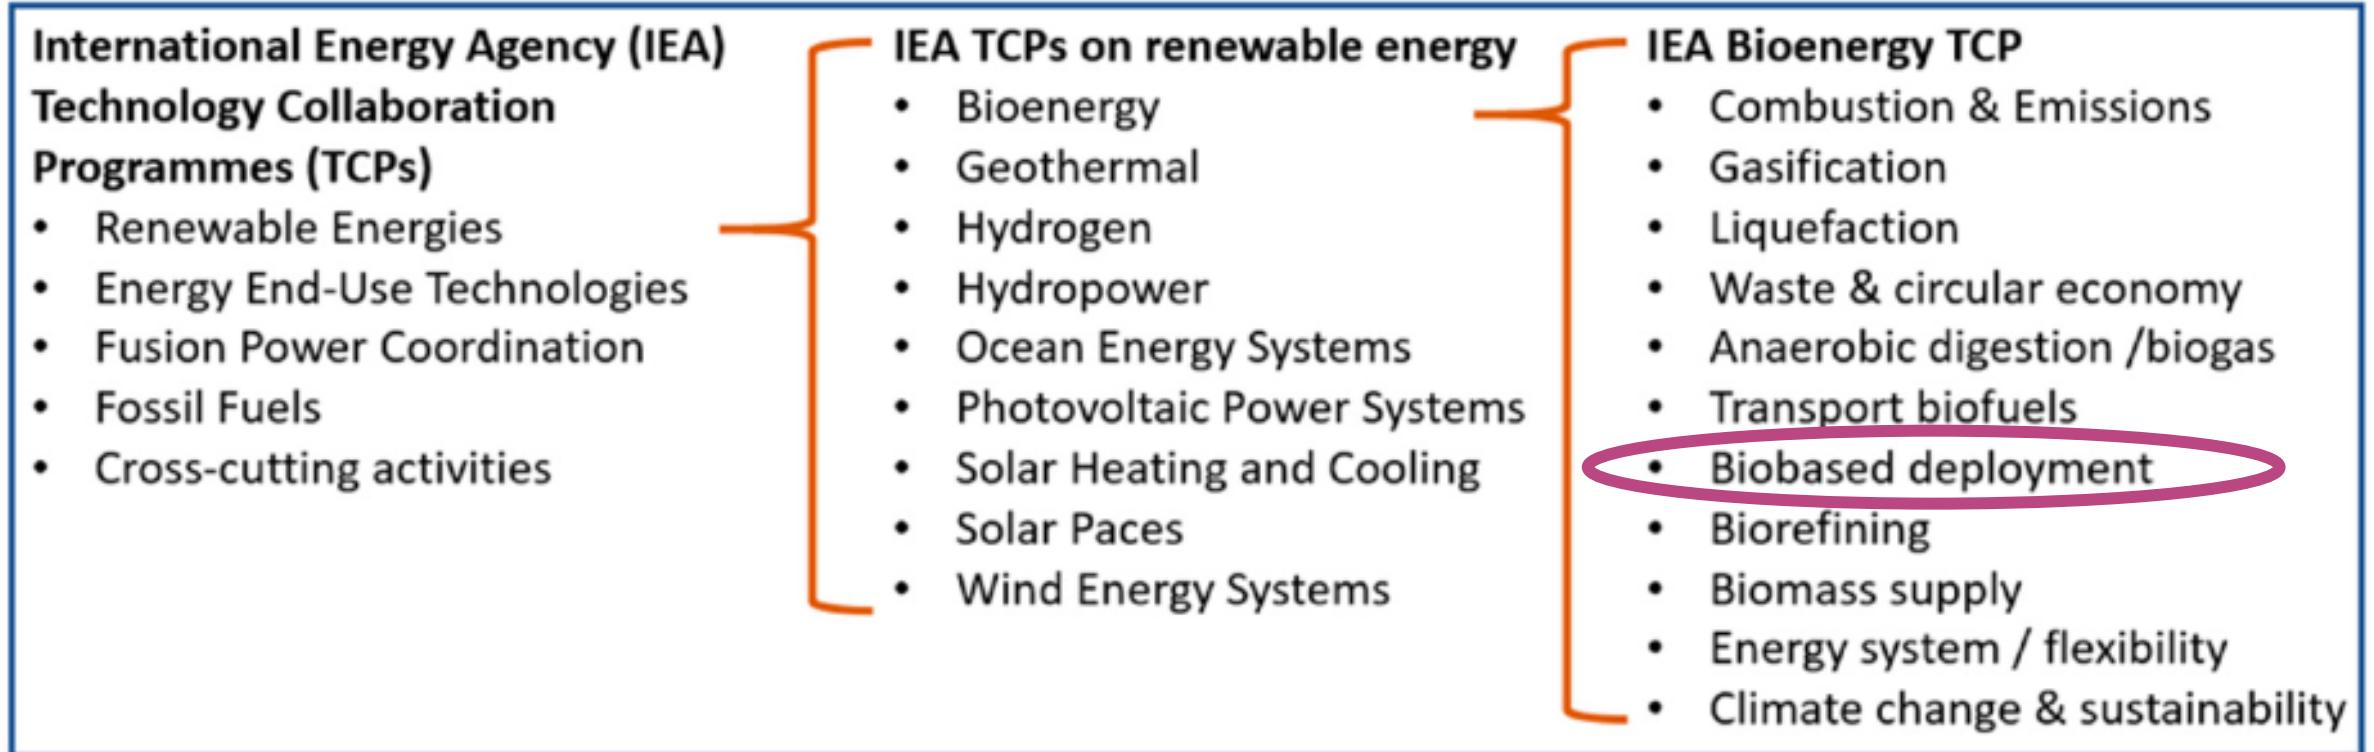 International Energy Agency (IEA)
Technology Collaboration
Programmes (TCPs)
• Renewable Energies
• Energy End-Use Technologies
• Fusion Power Coordination
• Fossil Fuels
• Cross-cutting activities
IEA TCPs on renewable energy
• Bioenergy
• Geothermal
• Hydrogen
• Hydropower
• Ocean Energy Systems
• Photovoltaic Power Systems
• Solar Heating and Cooling
• Solar Paces
• Wind Energy Systems
IEA Bioenergy TCP
• Combustion & Emissions
• Gasification
• Liquefaction
• Waste & circular economy
• Anaerobic digestion /biogas
• Transport biofuels
• Biobased deployment
• Biorefining
• Biomass supply
• Energy system / flexibility
• Climate change & sustainability